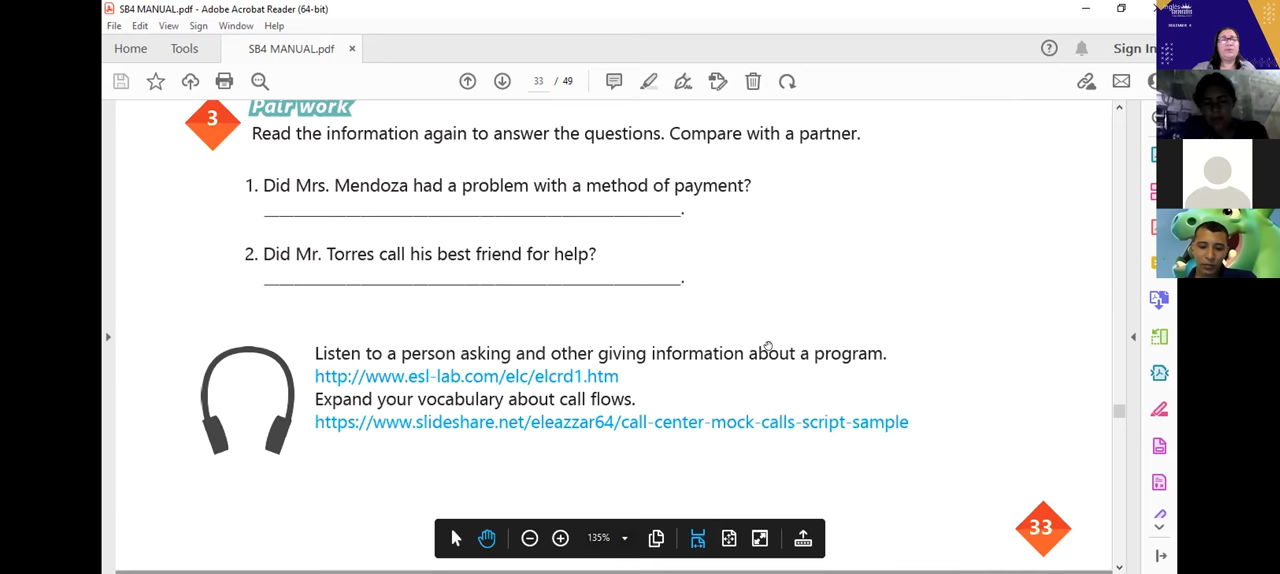 SB4 MANUAL.pdf - Adobe Acrobat Reader (64-bit)
File Edit View Sign Window Help
Home Tools SB4 MANUAL.pdf × Sign In
33 / 49
3 Pair work
Read the information again to answer the questions. Compare with a partner.
1. Did Mrs. Mendoza had a problem with a method of payment?
2. Did Mr. Torres call his best friend for help?
Listen to a person asking and other giving information about a program.
http://www.esl-lab.com/elc/elcrd1.htm
Expand your vocabulary about call flows.
https://www.slideshare.net/eleazzar64/call-center-mock-calls-script-sample
33
135%